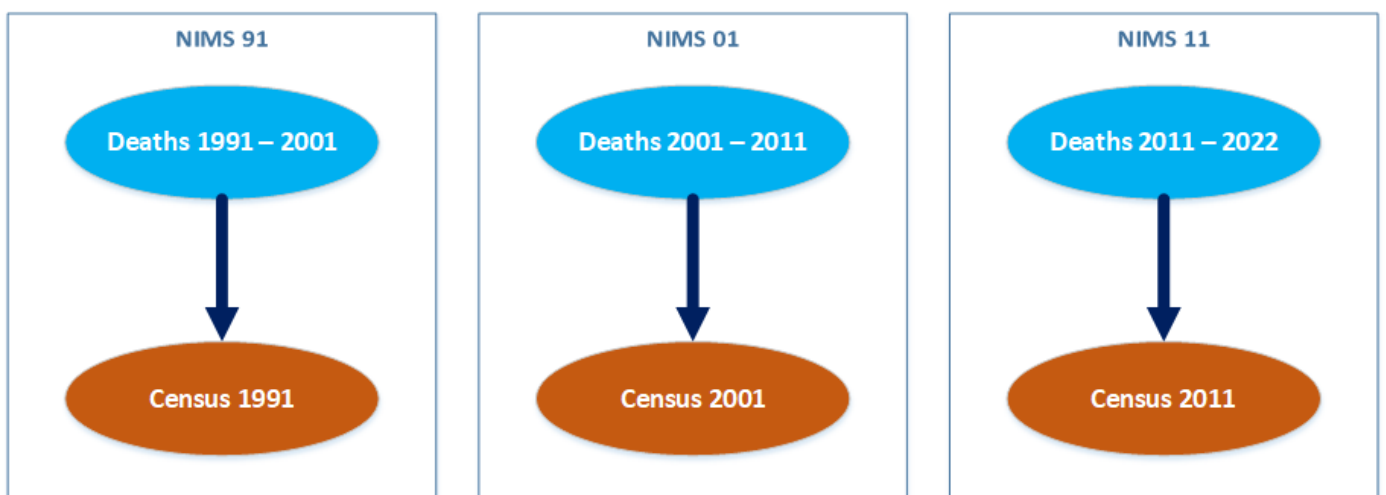 NIMS 91
Deaths 1991 – 2001
Census 1991
NIMS 01
Deaths 2001 – 2011
Census 2001
NIMS 11
Deaths 2011 – 2022
Census 2011